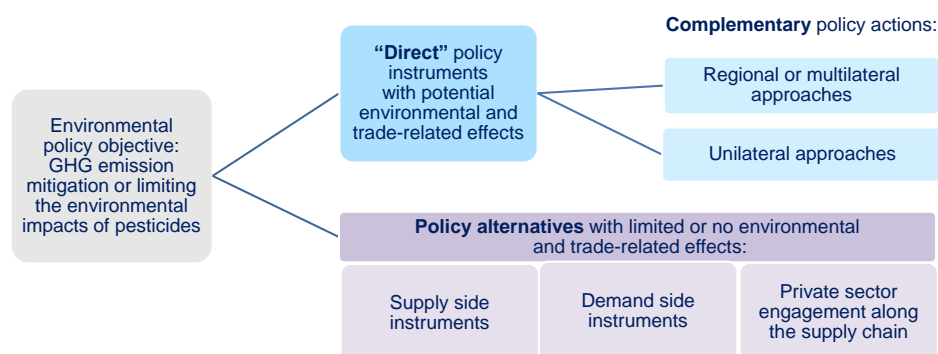 Complementary policy actions:
“Direct” policy
instruments
with potential
environmental and
trade-related effects
Regional or multilateral
approaches
Unilateral approaches
Environmental
policy objective:
GHG emission
mitigation or limiting
the environmental
impacts of pesticides
Policy alternatives with limited or no environmental
and trade-related effects:
Supply side
instruments
Demand side
instruments
Private sector
engagement along
the supply chain